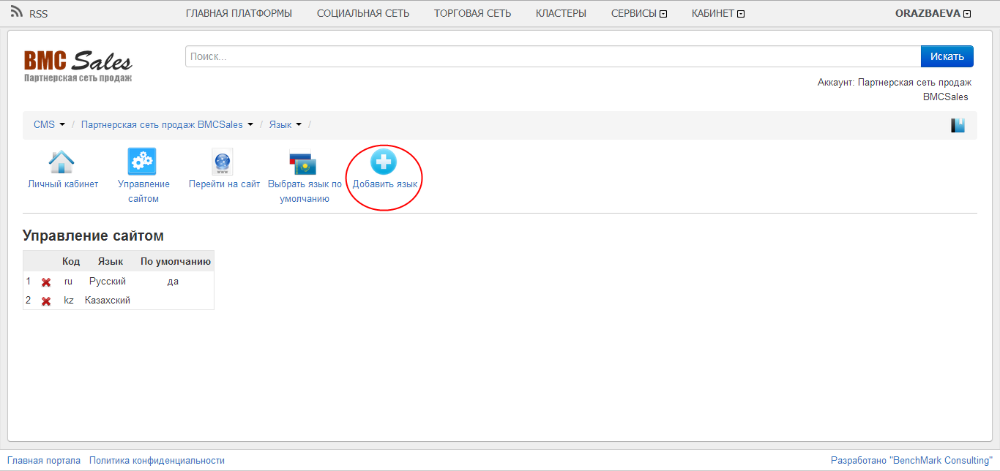 RSS
ГЛАВНАЯ ПЛАТФОРМЫ СОЦИАЛЬНАЯ СЕТЬ ТОРГОВАЯ СЕТЬ КЛАСТЕРЫ СЕРВИСЫ КАБИНЕТ ORAZBAEVA
BMC Sales
Партнерская сеть продаж
Поиск...
Искать
Аккаунт: Партнерская сеть продаж
BMCSales
CMS / Партнерская сеть продаж BMCSales / Язык /
Личный кабинет
Управление
сайтом
Перейти на сайт
Выбрать язык по
умолчанию
Добавить язык
Управление сайтом
Код Язык По умолчанию
1 ru Русский да
2 kz Казахский
Главная портала Политика конфиденциальности Разработано "BenchMark Consulting"